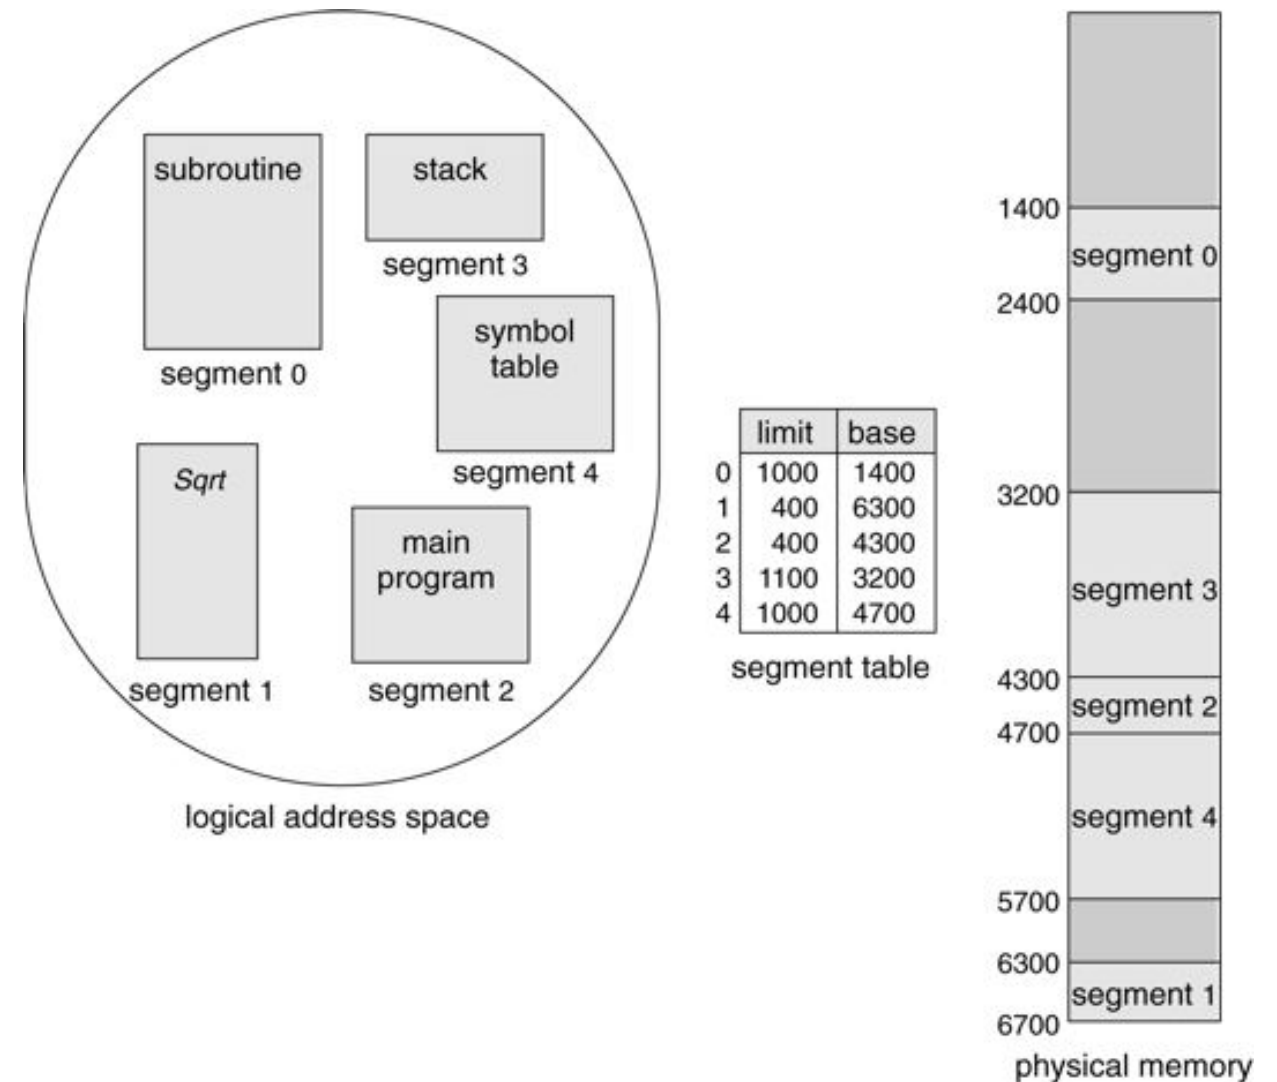 subroutine
stack
segment 3
segment 0
symbol
table
segment 4
Sqrt
segment 1
main
program
segment 2
logical address space
limit base
0 1000 1400
1 400 6300
2 400 4300
3 1100 3200
4 1000 4700
segment table
1400
segment 0
2400
3200
segment 3
4300
segment 2
4700
segment 4
5700
6300
segment 1
6700
physical memory